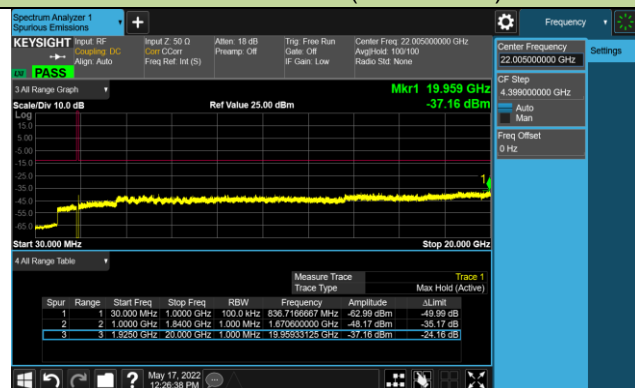 Spectrum Analyzer 1
Spurious Emissions
Frequency
KEYSIGHT
Input: RF
Coupling: DC
Align: Auto
Input Z: 50 Ω
Corr CCorr
Freq Ref: Int (S)
Atten: 18 dB
Preamp: Off
Trig: Free Run
Gate: Off
IF Gain: Low
Center Freq: 22.005000000 GHz
Avg|Hold: 100/100
Radio Std: None
PASS
Center Frequency
22.005000000 GHz
Settings
CF Step
4.399000000 GHz
Auto
Man
Freq Offset
0 Hz
3 All Range Graph
Mkr1 19.959 GHz
Scale/Div 10.0 dB
Ref Value 25.00 dBm
-37.16 dBm
Log
15.0
5.00
-5.00
-15.0
-25.0
-35.0
-45.0
-55.0
-65.0
1
Start 30.000 MHz
Stop 20.000 GHz
4 All Range Table
Measure Trace Trace 1
Trace Type Max Hold (Active)
Spur Range Start Freq Stop Freq RBW Frequency Amplitude ΔLimit
1 1 30.000 MHz 1.0000 GHz 100.0 kHz 836.7166667 MHz -62.99 dBm -49.99 dB
2 2 1.0000 GHz 1.8400 GHz 1.000 MHz 1.670600000 GHz -48.17 dBm -35.17 dB
3 3 1.9250 GHz 20.000 GHz 1.000 MHz 19.95933125 GHz -37.16 dBm -24.16 dB
?
May 17, 2022
12:26:38 PM